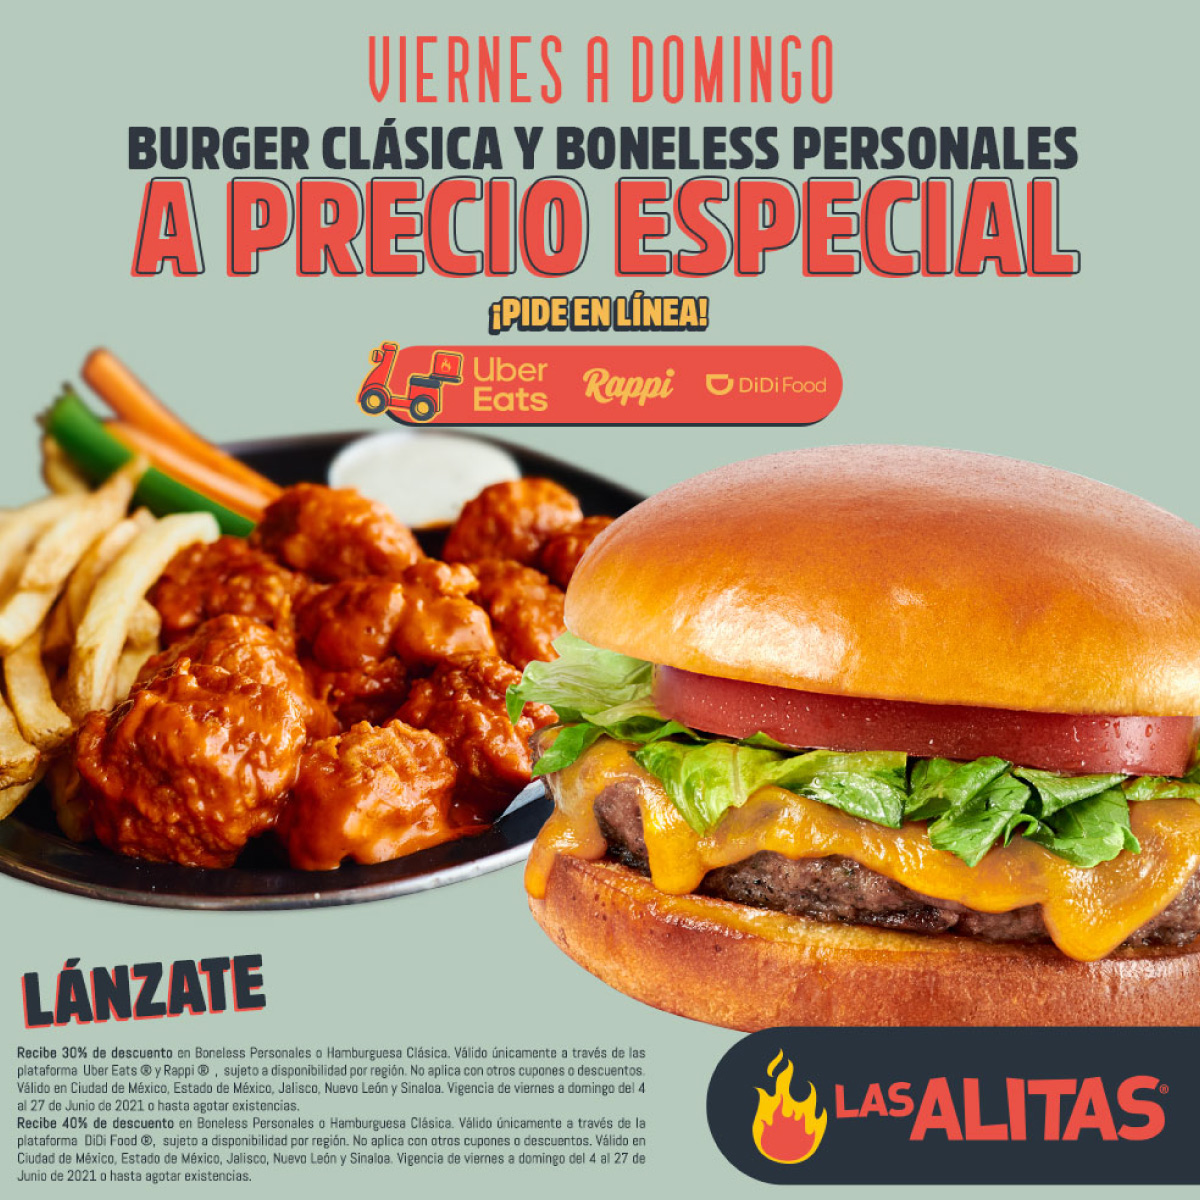 VIERNES A DOMINGO
BURGER CLÁSICA Y BONELESS PERSONALES
A PRECIO ESPECIAL
¡PIDE EN LÍNEA!
Uber Eats Rappi DiDi Food
LÁNZATE
Recibe 30% de descuento en Boneless Personales o Hamburguesa Clásica. Válido únicamente a través de las
plataforma Uber Eats ® y Rappi ® , sujeto a disponibilidad por región. No aplica con otros cupones o descuentos.
Válido en Ciudad de México, Estado de México, Jalisco, Nuevo León y Sinaloa. Vigencia de viernes a domingo del 4
al 27 de Junio de 2021 o hasta agotar existencias.
Recibe 40% de descuento en Boneless Personales o Hamburguesa Clásica. Válido únicamente a través de la
plataforma DiDi Food ®, sujeto a disponibilidad por región. No aplica con otros cupones o descuentos. Válido en
Ciudad de México, Estado de México, Jalisco, Nuevo León y Sinaloa. Vigencia de viernes a domingo del 4 al 27 de
Junio de 2021 o hasta agotar existencias.
LAS ALITAS®